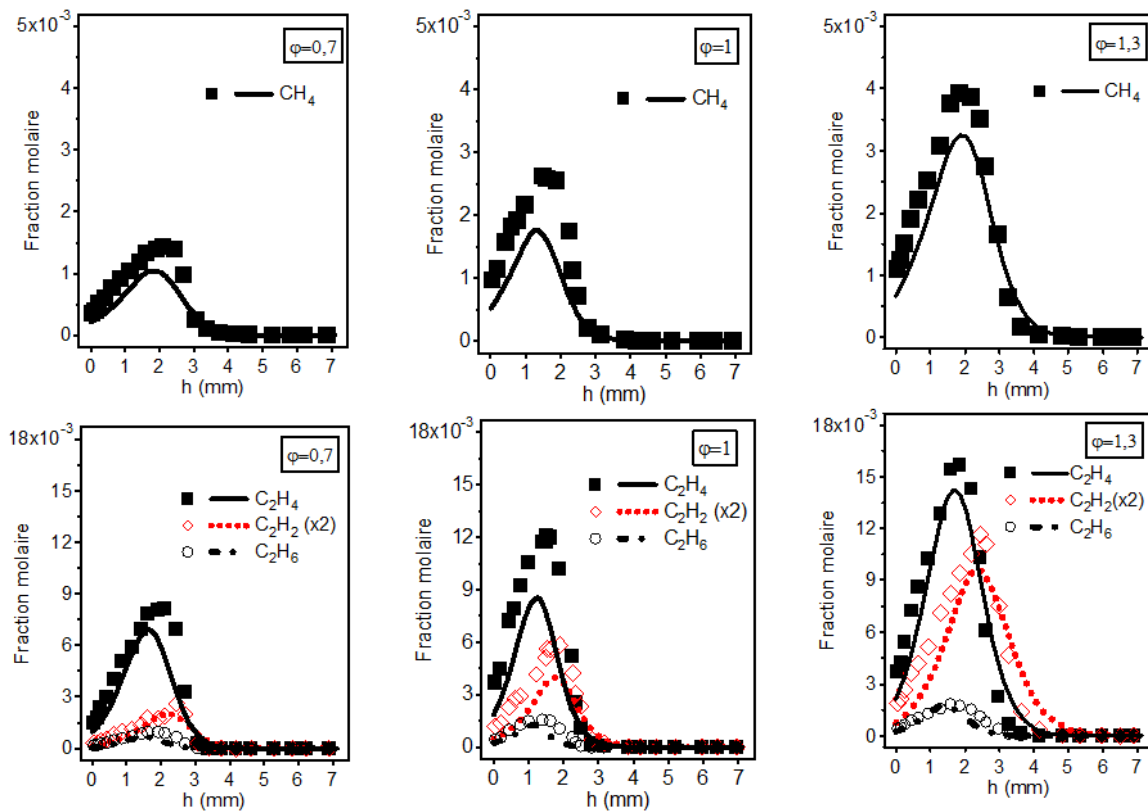 5x10⁻³
φ=0,7
CH₄
4
3
2
1
0
Fraction molaire
0 1 2 3 4 5 6 7
h (mm)
5x10⁻³
φ=1
CH₄
4
3
2
1
0
Fraction molaire
0 1 2 3 4 5 6 7
h (mm)
5x10⁻³
φ=1,3
CH₄
4
3
2
1
0
Fraction molaire
0 1 2 3 4 5 6 7
h (mm)
18x10⁻³
φ=0,7
C₂H₄
C₂H₂ (x2)
C₂H₆
15
12
9
6
3
0
Fraction molaire
0 1 2 3 4 5 6 7
h (mm)
18x10⁻³
φ=1
C₂H₄
C₂H₂ (x2)
C₂H₆
15
12
9
6
3
0
Fraction molaire
0 1 2 3 4 5 6 7
h (mm)
18x10⁻³
φ=1,3
C₂H₄
C₂H₂(x2)
C₂H₆
15
12
9
6
3
0
Fraction molaire
0 1 2 3 4 5 6 7
h (mm)